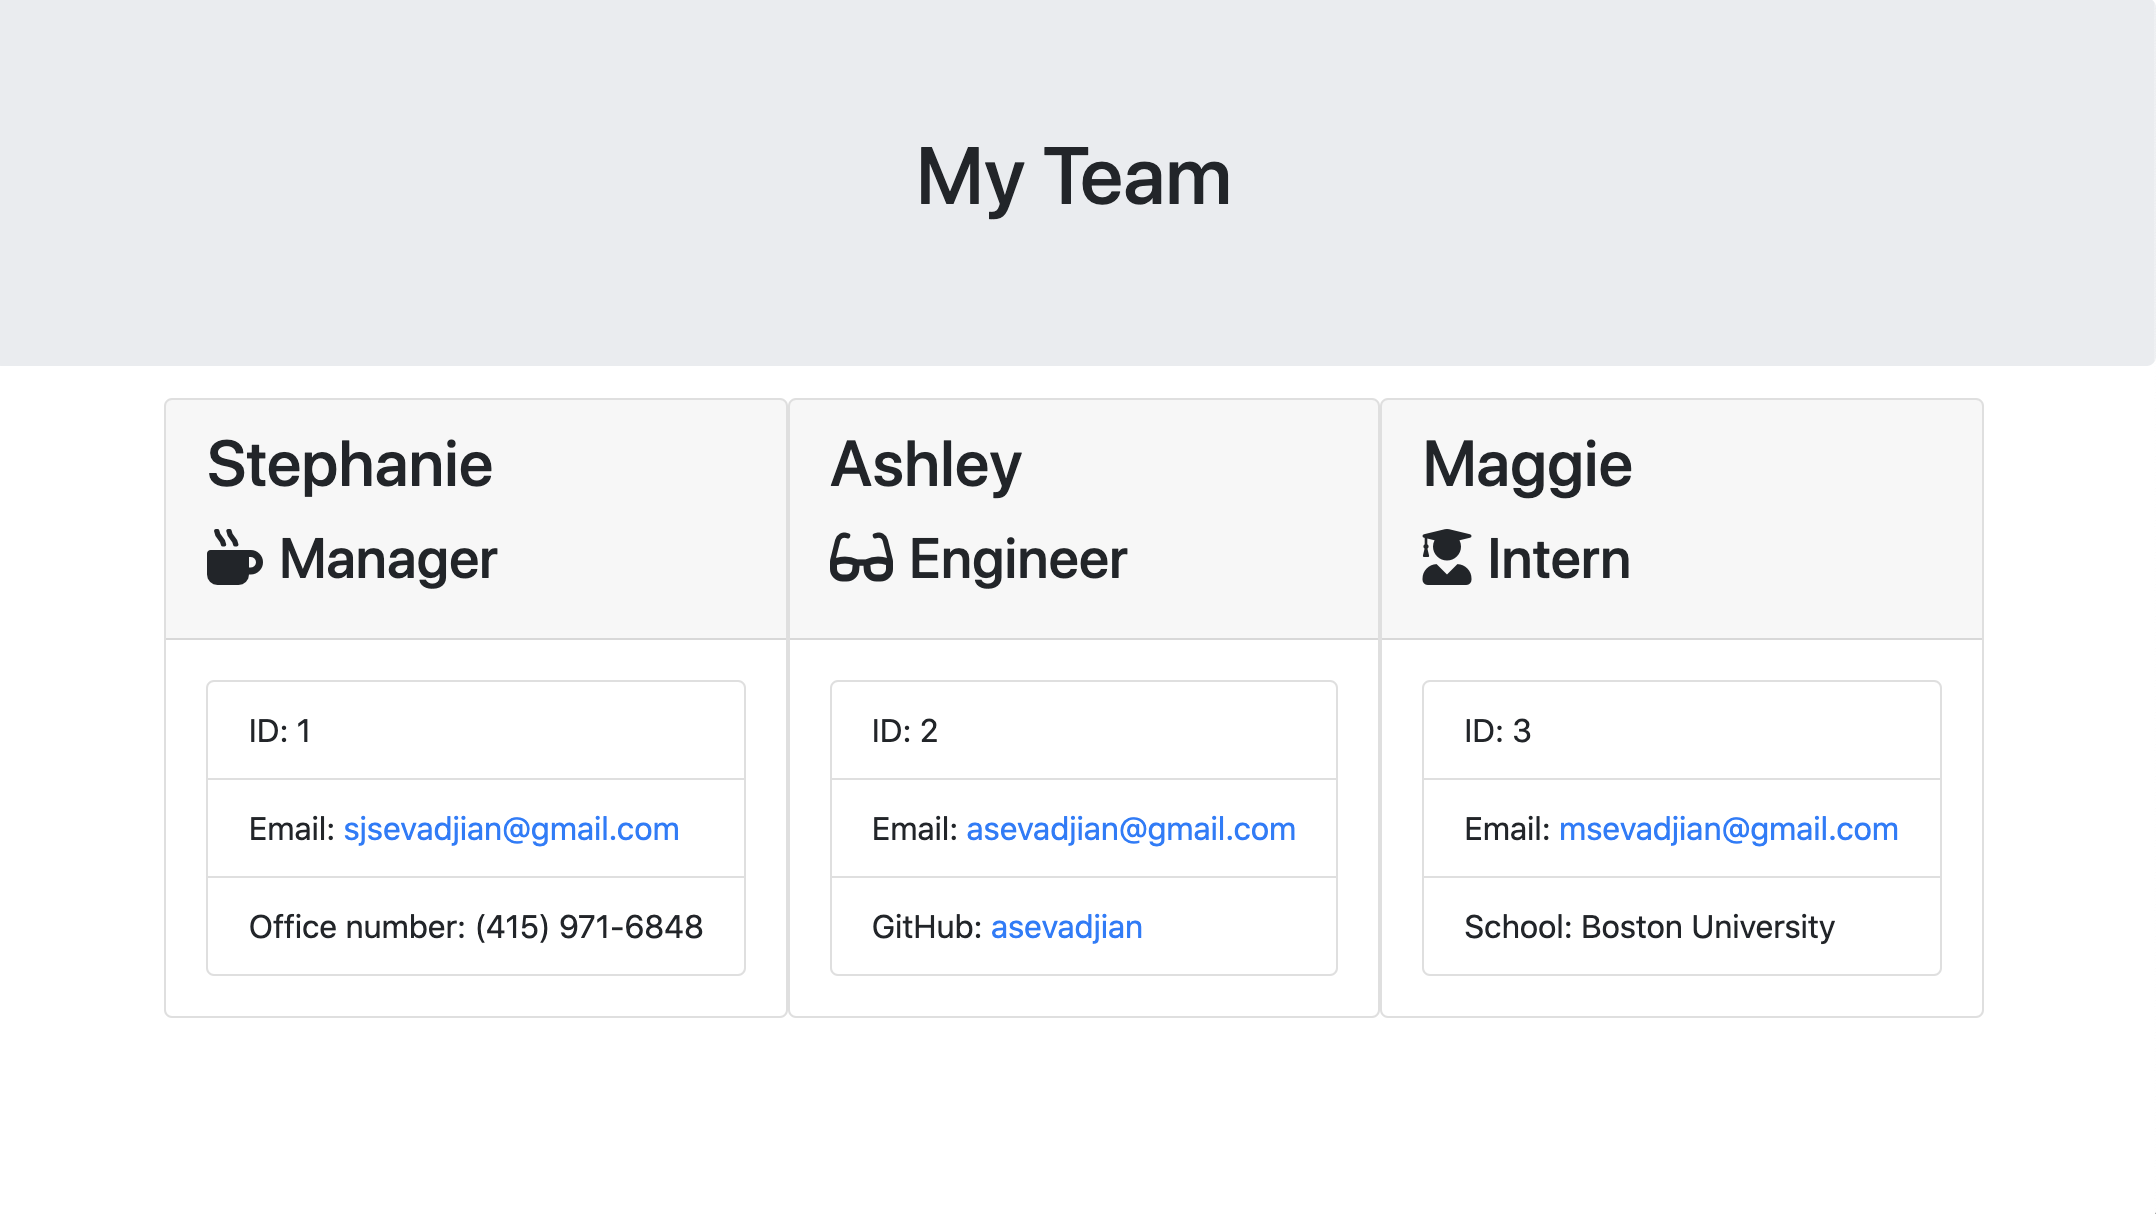 My Team
Stephanie
Manager
ID: 1
Email: sjsevadjian@gmail.com
Office number: (415) 971-6848
Ashley
Engineer
ID: 2
Email: asevadjian@gmail.com
GitHub: asevadjian
Maggie
Intern
ID: 3
Email: msevadjian@gmail.com
School: Boston University